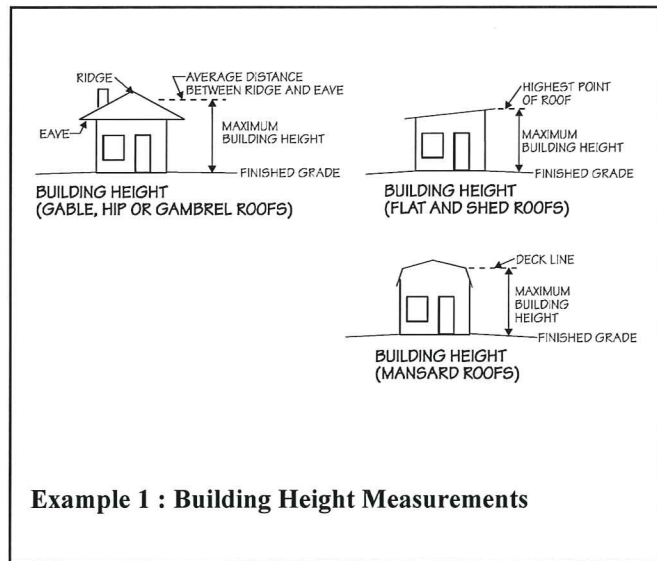 RIDGE
AVERAGE DISTANCE
BETWEEN RIDGE AND EAVE
EAVE
MAXIMUM
BUILDING HEIGHT
FINISHED GRADE
BUILDING HEIGHT
(GABLE, HIP OR GAMBREL ROOFS)
HIGHEST POINT
OF ROOF
MAXIMUM
BUILDING HEIGHT
FINISHED GRADE
BUILDING HEIGHT
(FLAT AND SHED ROOFS)
DECK LINE
MAXIMUM
BUILDING
HEIGHT
FINISHED GRADE
BUILDING HEIGHT
(MANSARD ROOFS)
Example 1 : Building Height Measurements